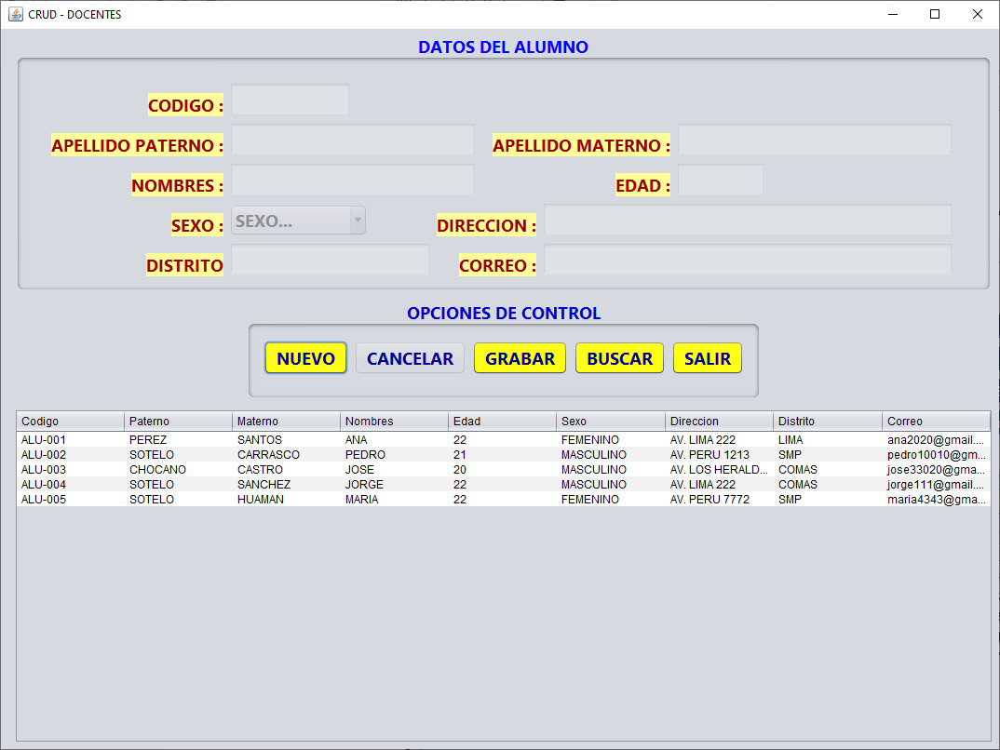 CRUD - DOCENTES
DATOS DEL ALUMNO
CODIGO :
APELLIDO PATERNO : APELLIDO MATERNO :
NOMBRES : EDAD :
SEXO : SEXO... DIRECCION :
DISTRITO CORREO :
OPCIONES DE CONTROL
NUEVO CANCELAR GRABAR BUSCAR SALIR
Codigo Paterno Materno Nombres Edad Sexo Direccion Distrito Correo
ALU-001 PEREZ SANTOS ANA 22 FEMENINO AV. LIMA 222 LIMA ana2020@gmail....
ALU-002 SOTELO CARRASCO PEDRO 21 MASCULINO AV. PERU 1213 SMP pedro10010@gm...
ALU-003 CHOCANO CASTRO JOSE 20 MASCULINO AV. LOS HERALD... COMAS jose33020@gma...
ALU-004 SOTELO SANCHEZ JORGE 22 MASCULINO AV. LIMA 222 COMAS jorge111@gmail....
ALU-005 SOTELO HUAMAN MARIA 22 FEMENINO AV. PERU 7772 SMP maria4343@gma...